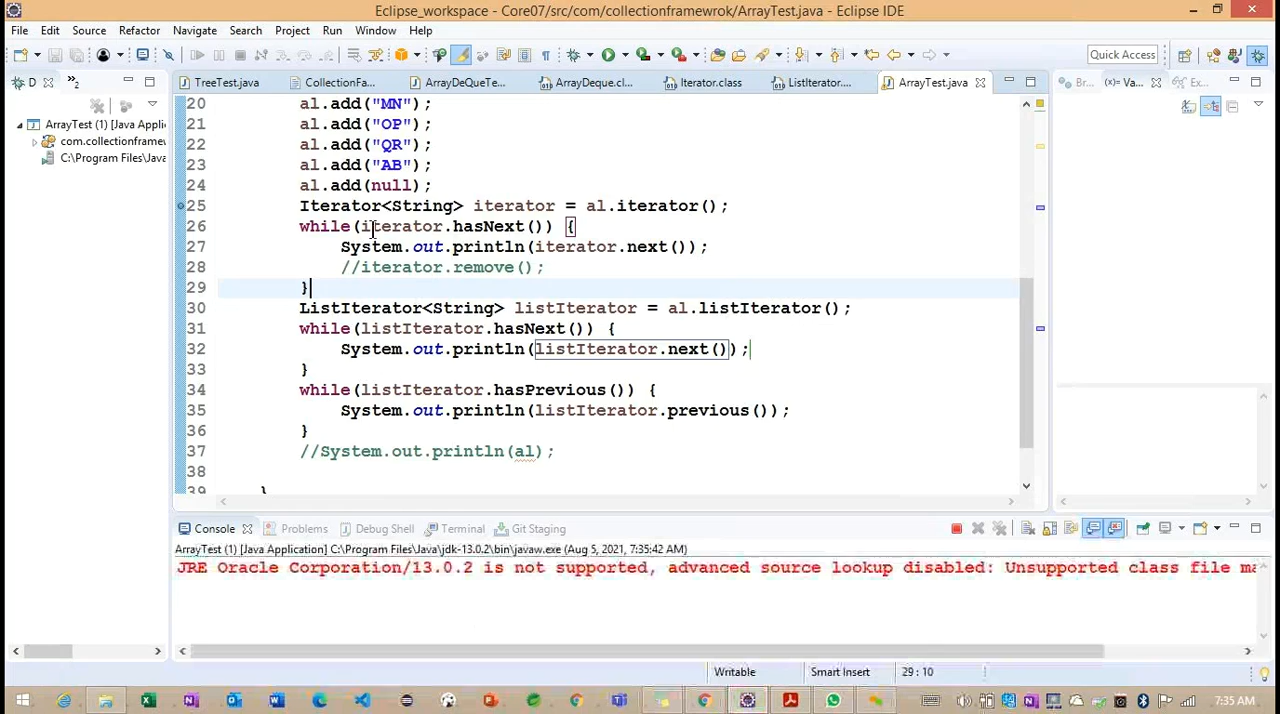 Eclipse_workspace - Core07/src/com/collectionframewrok/ArrayTest.java - Eclipse IDE
File Edit Source Refactor Navigate Search Project Run Window Help
Quick Access
D TreeTest.java CollectionFa... ArrayDeQueTe... ArrayDeque.cl... Iterator.class ListIterator.... ArrayTest.java Br... (x)= Va... Ex...
ArrayTest (1) [Java Appli
com.collectionframew
C:\Program Files\Java
20 al.add("MN");
21 al.add("OP");
22 al.add("QR");
23 al.add("AB");
24 al.add(null);
25 Iterator<String> iterator = al.iterator();
26 while(iterator.hasNext()) {
27 System.out.println(iterator.next());
28 //iterator.remove();
29 }
30 ListIterator<String> listIterator = al.listIterator();
31 while(listIterator.hasNext()) {
32 System.out.println(listIterator.next());
33 }
34 while(listIterator.hasPrevious()) {
35 System.out.println(listIterator.previous());
36 }
37 //System.out.println(al);
38
39 }
Console Problems Debug Shell Terminal Git Staging
ArrayTest (1) [Java Application] C:\Program Files\Java\jdk-13.0.2\bin\javaw.exe (Aug 5, 2021, 7:35:42 AM)
JRE Oracle Corporation/13.0.2 is not supported, advanced source lookup disabled: Unsupported class file ma
Writable Smart Insert 29 : 10
7:35 AM